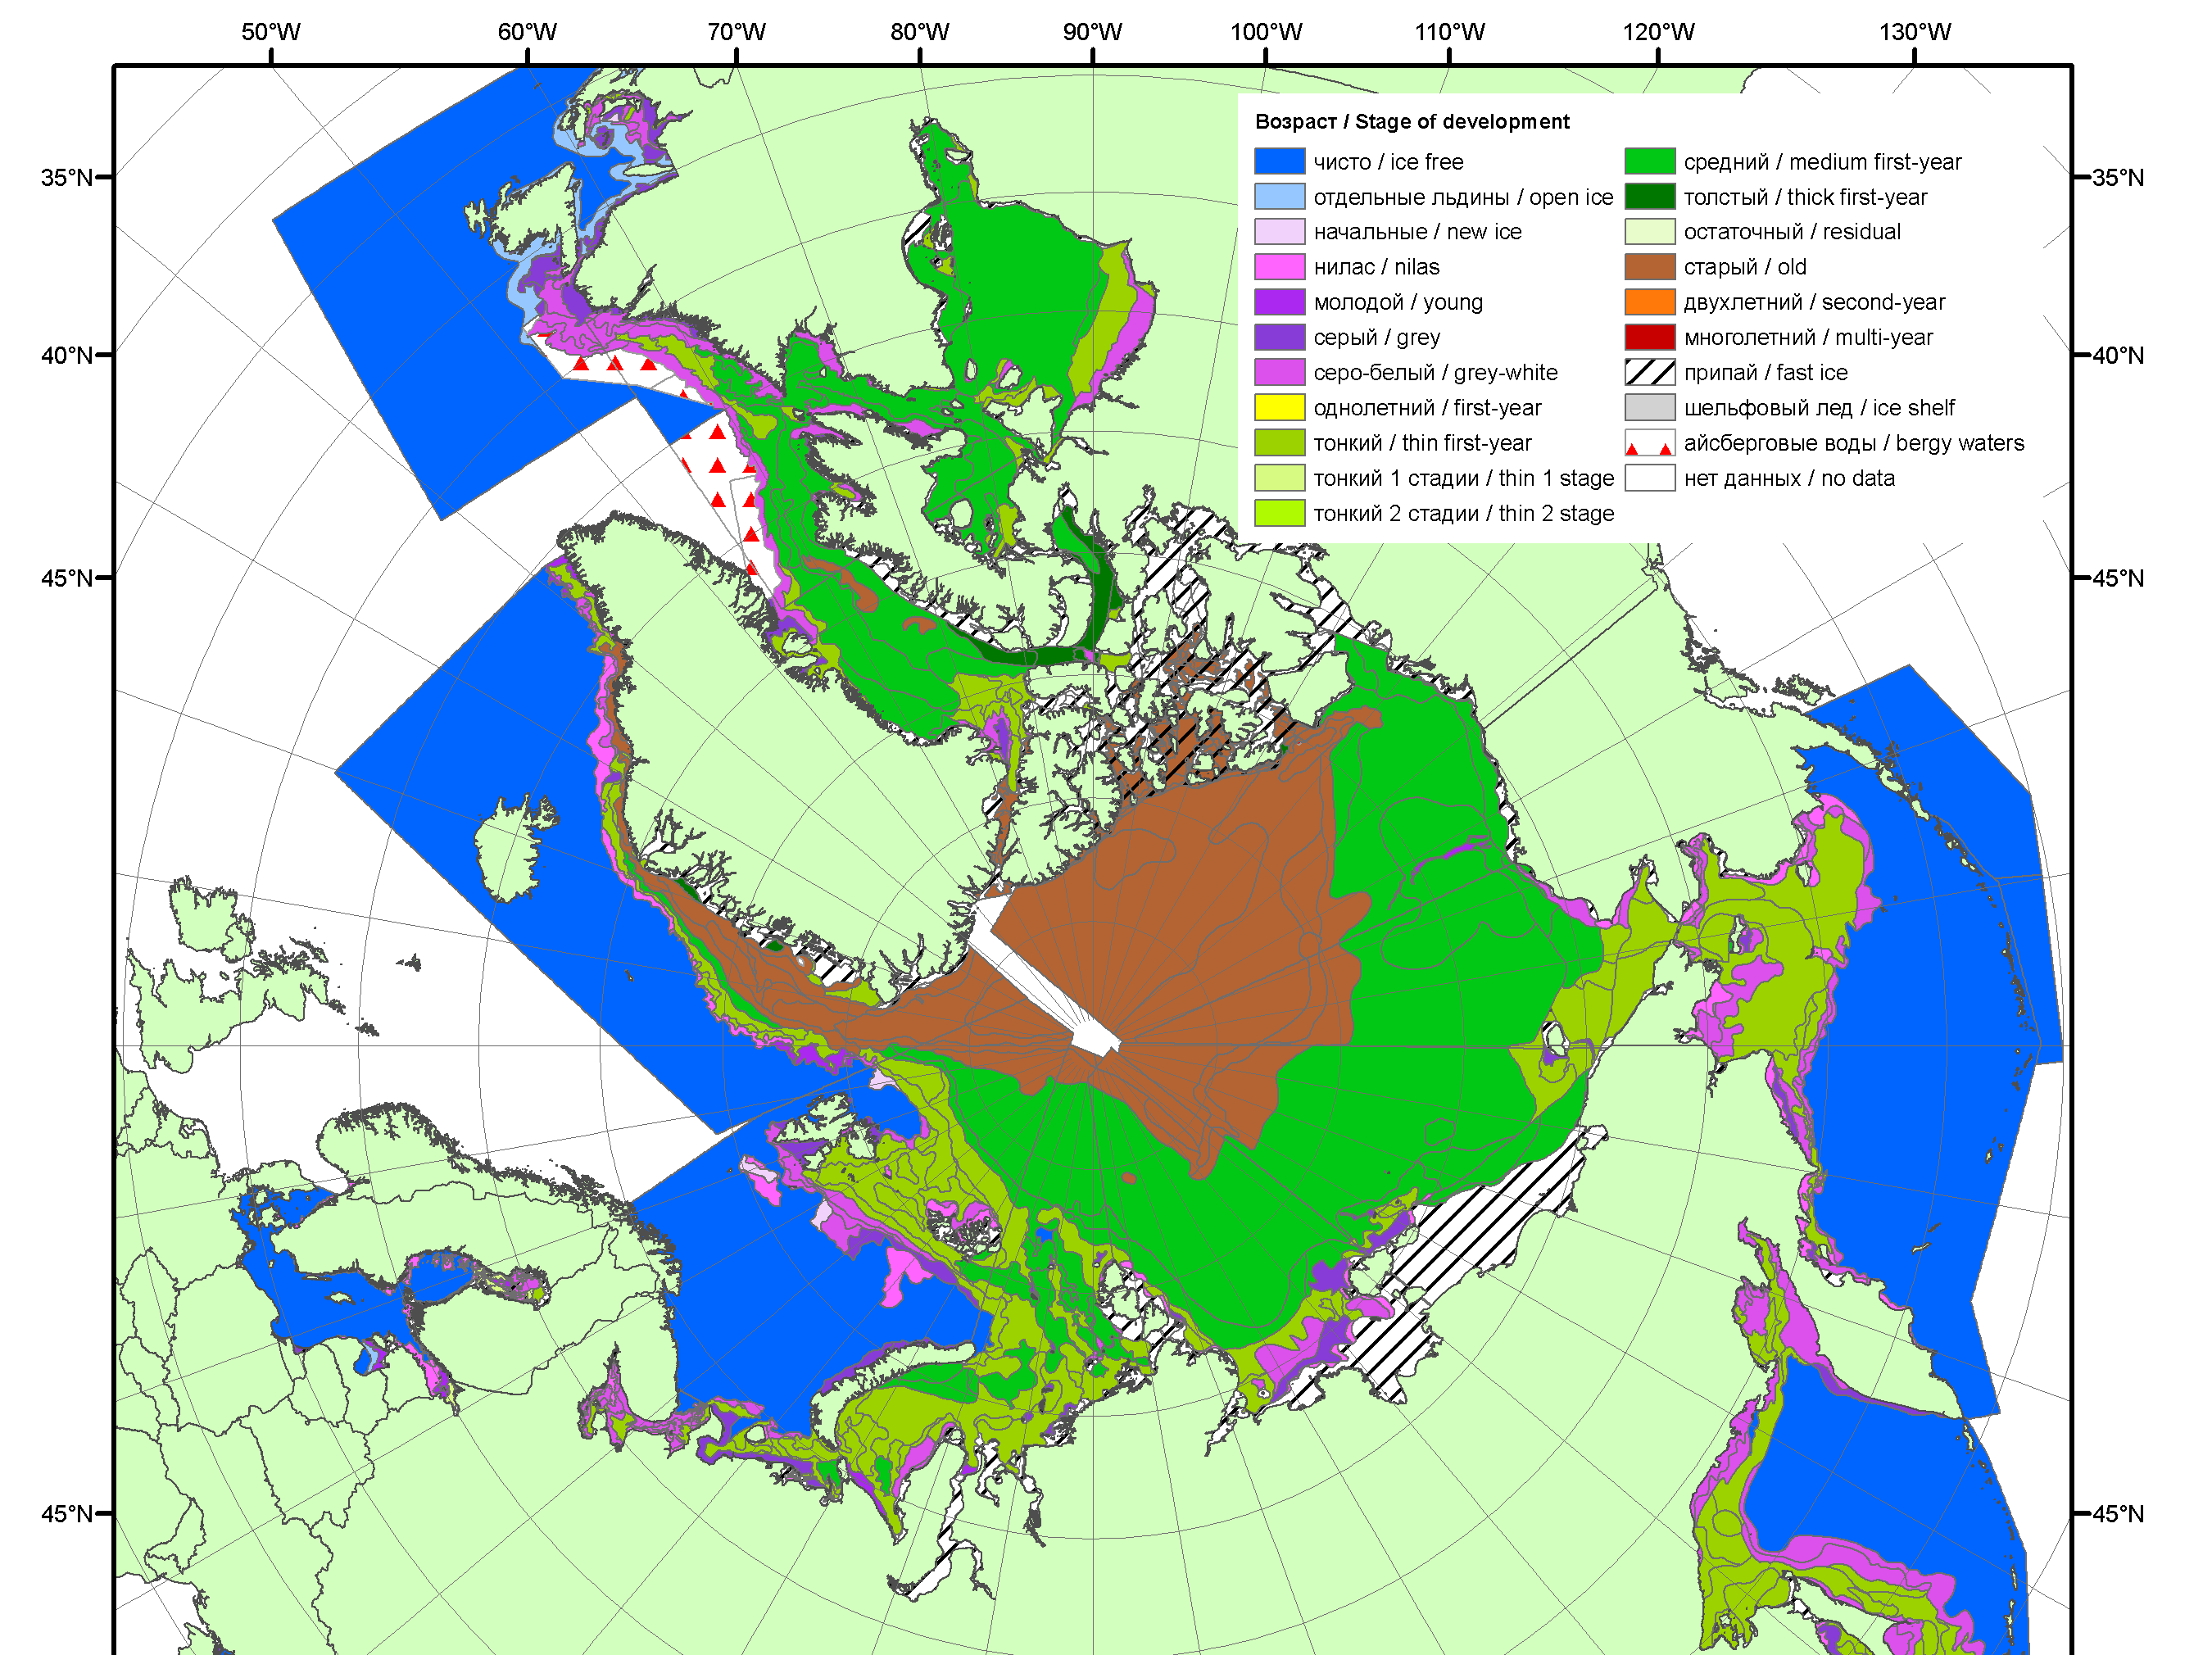 50°W 60°W 70°W 80°W 90°W 100°W 110°W 120°W 130°W
Возраст / Stage of development
чисто / ice free
отдельные льдины / open ice
начальные / new ice
нилас / nilas
молодой / young
серый / grey
серо-белый / grey-white
однолетний / first-year
тонкий / thin first-year
тонкий 1 стадии / thin 1 stage
тонкий 2 стадии / thin 2 stage
средний / medium first-year
толстый / thick first-year
остаточный / residual
старый / old
двухлетний / second-year
многолетний / multi-year
припай / fast ice
шельфовый лед / ice shelf
айсберговые воды / bergy waters
нет данных / no data
35°N 35°N
40°N 40°N
45°N 45°N
45°N 45°N